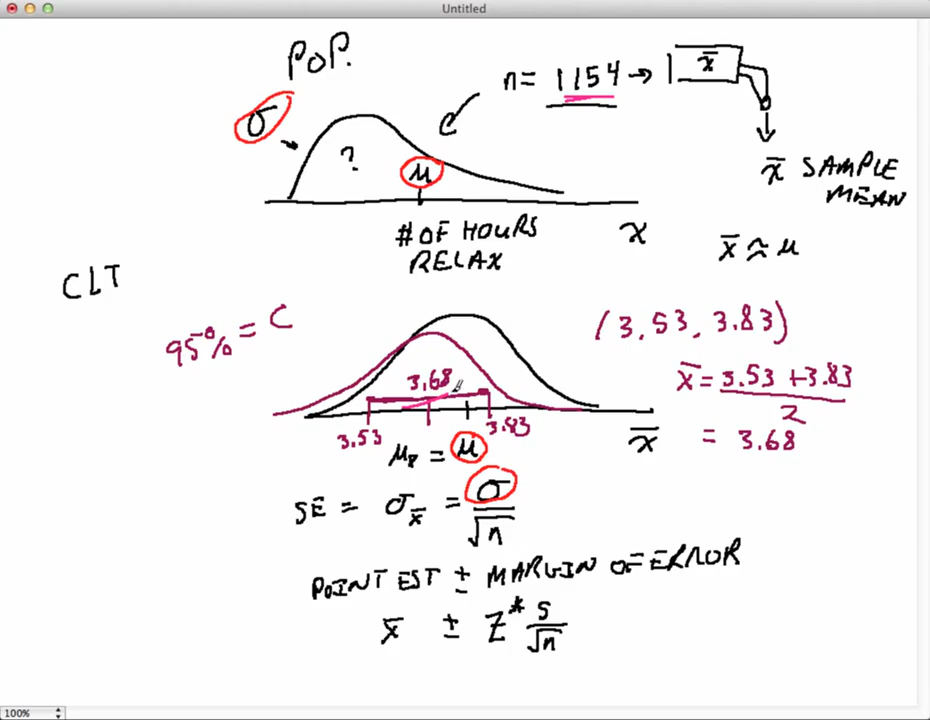 Untitled
POP.
n = 1154 → x̄
σ
?
μ
x̄ SAMPLE
MEAN
# OF HOURS
RELAX
x
x̄ ≈ μ
CLT
95% = C
(3.53, 3.83)
3.68
x̄ = 3.53 + 3.83
2
= 3.68
3.53
3.83
x̄
μx̄ = μ
SE = σx̄ = σ
√n
POINT EST ± MARGIN OF ERROR
x̄ ± Z* s
√n
100%